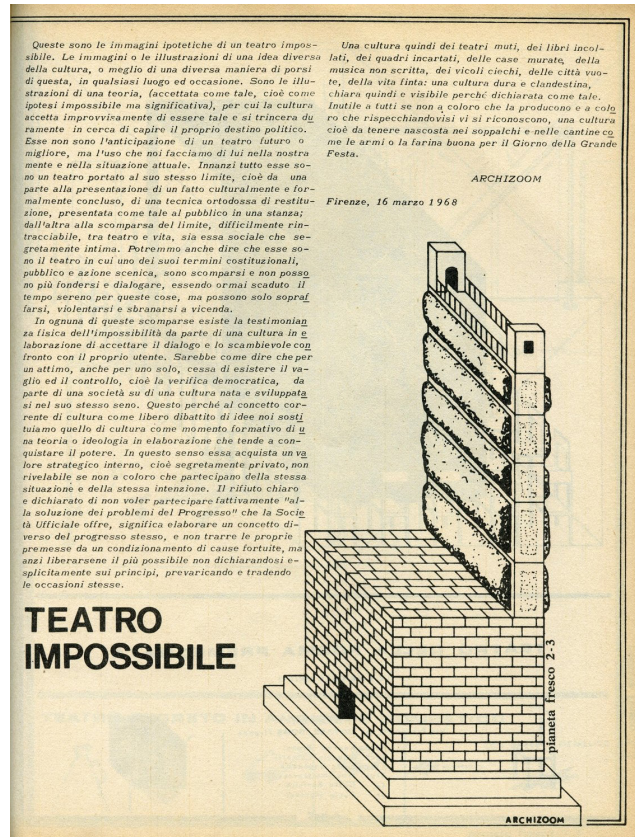 Queste sono le immagini ipotetiche di un teatro impos-
sibile. Le immagini o le illustrazioni di una idea diversa
della cultura, o meglio di una diversa maniera di porsi
di questa, in qualsiasi luogo ed occasione. Sono le illu-
strazioni di una teoria, (accettata come tale, cioè come
ipotesi impossibile ma significativa), per cui la cultura
accetta improvvisamente di essere tale e si trincera du
ramente in cerca di capire il proprio destino politico.
Esse non sono l'anticipazione di un teatro futuro o
migliore, ma l'uso che noi facciamo di lui nella nostra
mente e nella situazione attuale. Innanzi tutto esse so-
no un teatro portato al suo stesso limite, cioè da una
parte alla presentazione di un fatto culturalmente e for-
malmente concluso, di una tecnica ortodossa di restitu-
zione, presentata come tale al pubblico in una stanza;
dall'altra alla scomparsa del limite, difficilmente rin-
tracciabile, tra teatro e vita, sia essa sociale che se-
gretamente intima. Potremmo anche dire che esse so-
no il teatro in cui uno dei suoi termini costituzionali,
pubblico e azione scenica, sono scomparsi e non posso
no più fondersi e dialogare, essendo ormai scaduto il
tempo sereno per queste cose, ma possono solo sopraf
farsi, violentarsi e sbranarsi a vicenda.
In ognuna di queste scomparse esiste la testimonian
za fisica dell'impossibilità da parte di una cultura in e
laborazione di accettare il dialogo e lo scambievole con
fronto con il proprio utente. Sarebbe come dire che per
un attimo, anche per uno solo, cessa di esistere il va-
glio ed il controllo, cioè la verifica democratica, da
parte di una società su di una cultura nata e sviluppata
si nel suo stesso seno. Questo perché al concetto cor-
rente di cultura come libero dibattito di idee noi sosti
tuiamo quello di cultura come momento formativo di u
na teoria o ideologia in elaborazione che tende a con-
quistare il potere. In questo senso essa acquista un va
lore strategico interno, cioè segretamente privato, non
rivelabile se non a coloro che partecipano della stessa
situazione e della stessa intenzione. Il rifiuto chiaro
e dichiarato di non voler partecipare fattivamente "al-
la soluzione dei problemi del Progresso" che la Socie
tà Ufficiale offre, significa elaborare un concetto di-
verso del progresso stesso, e non trarre le proprie
premesse da un condizionamento di cause fortuite, ma
anzi liberarsene il più possibile non dichiarandosi e-
splicitamente sui principi, prevaricando e tradendo
le occasioni stesse.
Una cultura quindi dei teatri muti, dei libri incol-
lati, dei quadri incartati, delle case murate, della
musica non scritta, dei vicoli ciechi, delle città vuo-
te, della vita finta: una cultura dura e clandestina,
chiara quindi e visibile perché dichiarata come tale.
Inutile a tutti se non a coloro che la producono e a colo
ro che rispecchiandovisi vi si riconoscono, una cultura
cioè da tenere nascosta nei soppalchi e nelle cantine co
me le armi o la farina buona per il Giorno della Grande
Festa.
ARCHIZOOM
Firenze, 16 marzo 1968
TEATRO
IMPOSSIBILE
pianeta fresco 2-3
ARCHIZOOM